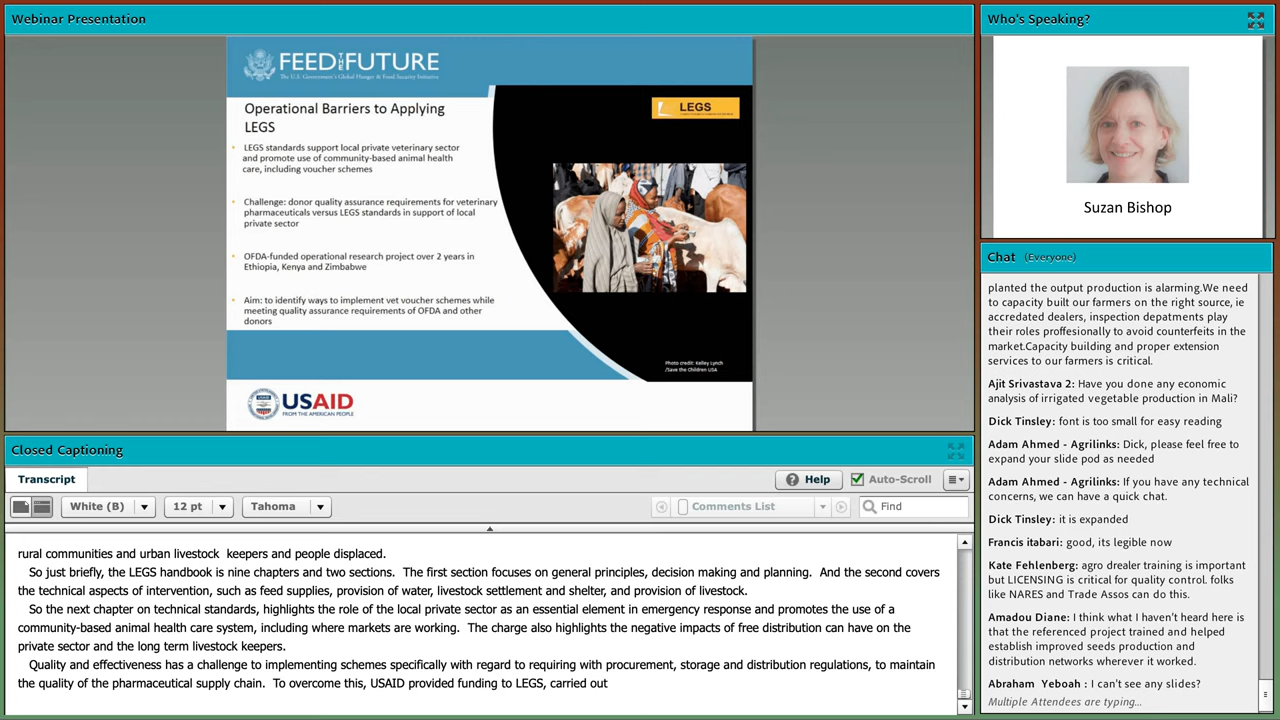 Webinar Presentation
FEED THE FUTURE
The U.S. Government's Global Hunger & Food Security Initiative
Operational Barriers to Applying
LEGS
LEGS
• LEGS standards support local private veterinary sector
and promote use of community-based animal health
care, including voucher schemes
• Challenge: donor quality assurance requirements for veterinary
pharmaceuticals versus LEGS standards in support of local
private sector
• OFDA-funded operational research project over 2 years in
Ethiopia, Kenya and Zimbabwe
• Aim: to identify ways to implement vet voucher schemes while
meeting quality assurance requirements of OFDA and other
donors
Photo credit: Kelley Lynch
/Save the Children USA
USAID
FROM THE AMERICAN PEOPLE
Who's Speaking?
Suzan Bishop
Chat (Everyone)
planted the output production is alarming.We need
to capacity built our farmers on the right source, ie
accredated dealers, inspection depatments play
their roles proffesionally to avoid counterfeits in the
market.Capacity building and proper extension
services to our farmers is critical.
Ajit Srivastava 2: Have you done any economic
analysis of irrigated vegetable production in Mali?
Dick Tinsley: font is too small for easy reading
Adam Ahmed - Agrilinks: Dick, please feel free to
expand your slide pod as needed
Adam Ahmed - Agrilinks: If you have any technical
concerns, we can have a quick chat.
Dick Tinsley: it is expanded
Francis itabari: good, its legible now
Kate Fehlenberg: agro drealer training is important
but LICENSING is critical for quality control. folks
like NARES and Trade Assos can do this.
Amadou Diane: I think what I haven't heard here is
that the referenced project trained and helped
establish improved seeds production and
distribution networks wherever it worked.
Abraham Yeboah : I can't see any slides?
Multiple Attendees are typing...
Closed Captioning
Transcript
Help
Auto-Scroll
White (B)
12 pt
Tahoma
Comments List
Find
rural communities and urban livestock keepers and people displaced.
So just briefly, the LEGS handbook is nine chapters and two sections. The first section focuses on general principles, decision making and planning. And the second covers
the technical aspects of intervention, such as feed supplies, provision of water, livestock settlement and shelter, and provision of livestock.
So the next chapter on technical standards, highlights the role of the local private sector as an essential element in emergency response and promotes the use of a
community-based animal health care system, including where markets are working. The charge also highlights the negative impacts of free distribution can have on the
private sector and the long term livestock keepers.
Quality and effectiveness has a challenge to implementing schemes specifically with regard to requiring with procurement, storage and distribution regulations, to maintain
the quality of the pharmaceutical supply chain. To overcome this, USAID provided funding to LEGS, carried out